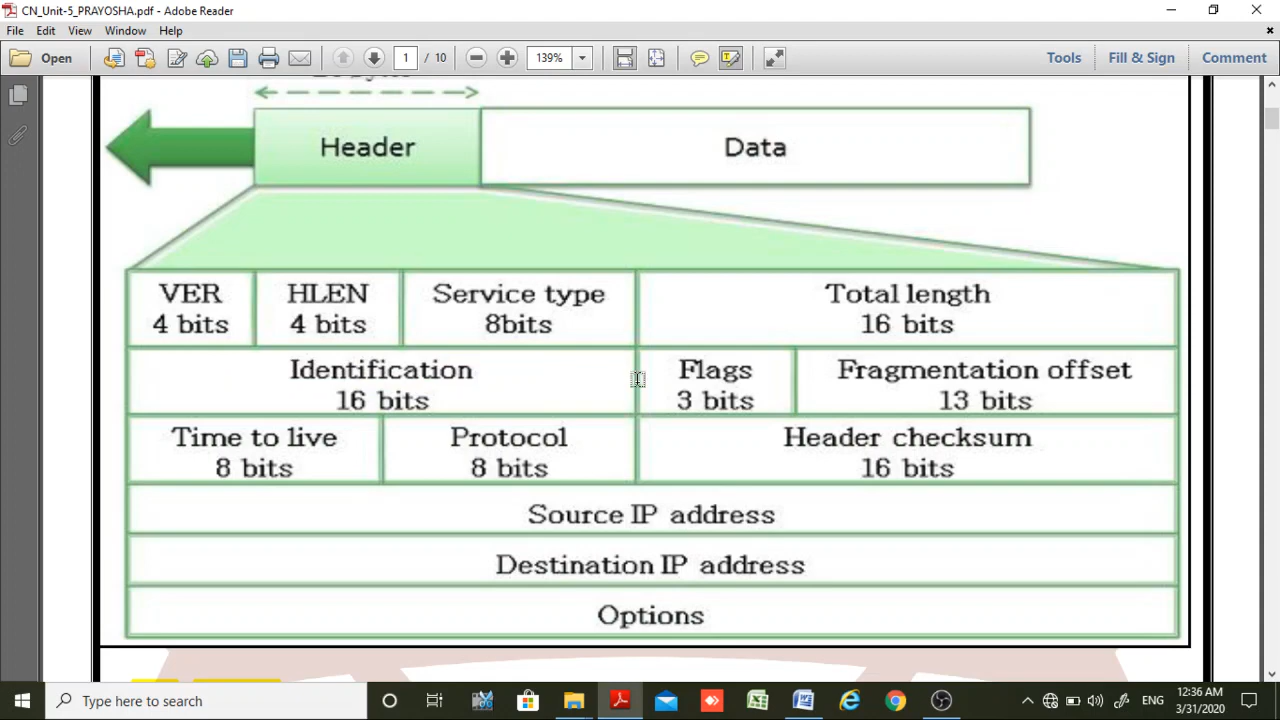 CN_Unit-5_PRAYOSHA.pdf - Adobe Reader
File Edit View Window Help
Open 1 / 10 139% Tools Fill & Sign Comment
Header Data
VER HLEN Service type Total length
4 bits 4 bits 8bits 16 bits
Identification Flags Fragmentation offset
16 bits 3 bits 13 bits
Time to live Protocol Header checksum
8 bits 8 bits 16 bits
Source IP address
Destination IP address
Options
Type here to search
ENG
12:36 AM
3/31/2020